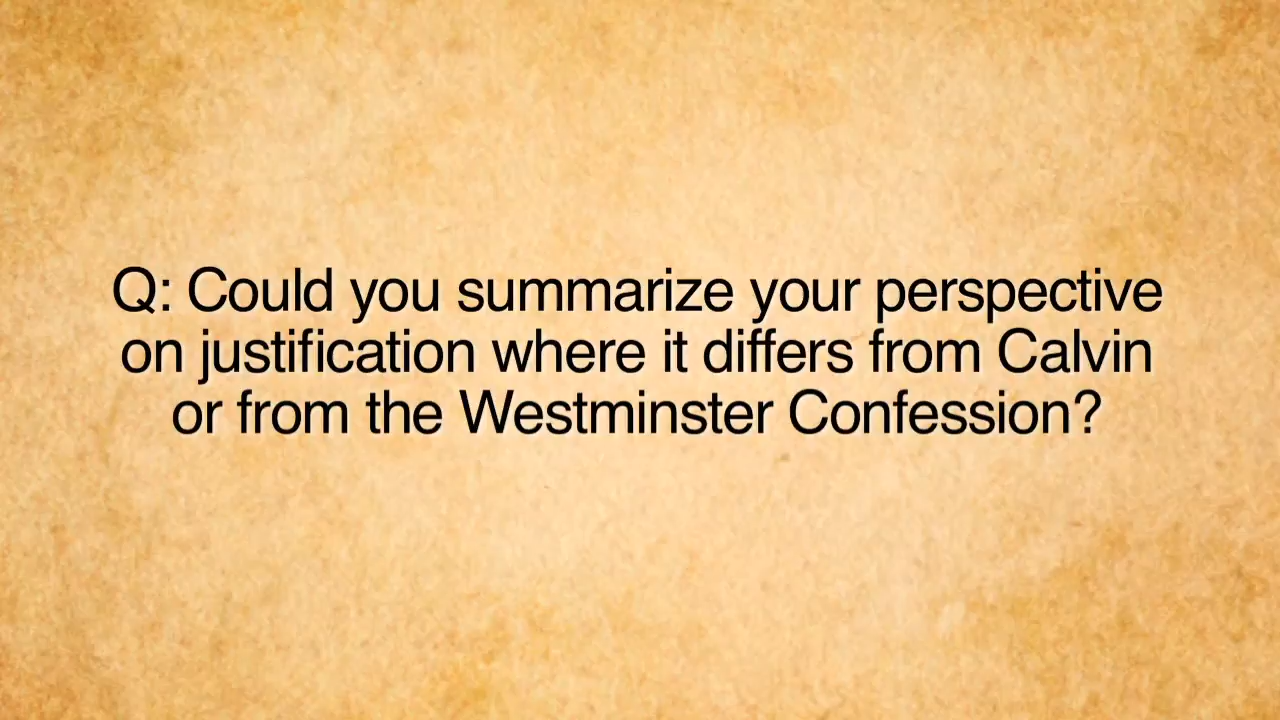 Q: Could you summarize your perspective
on justification where it differs from Calvin
or from the Westminster Confession?